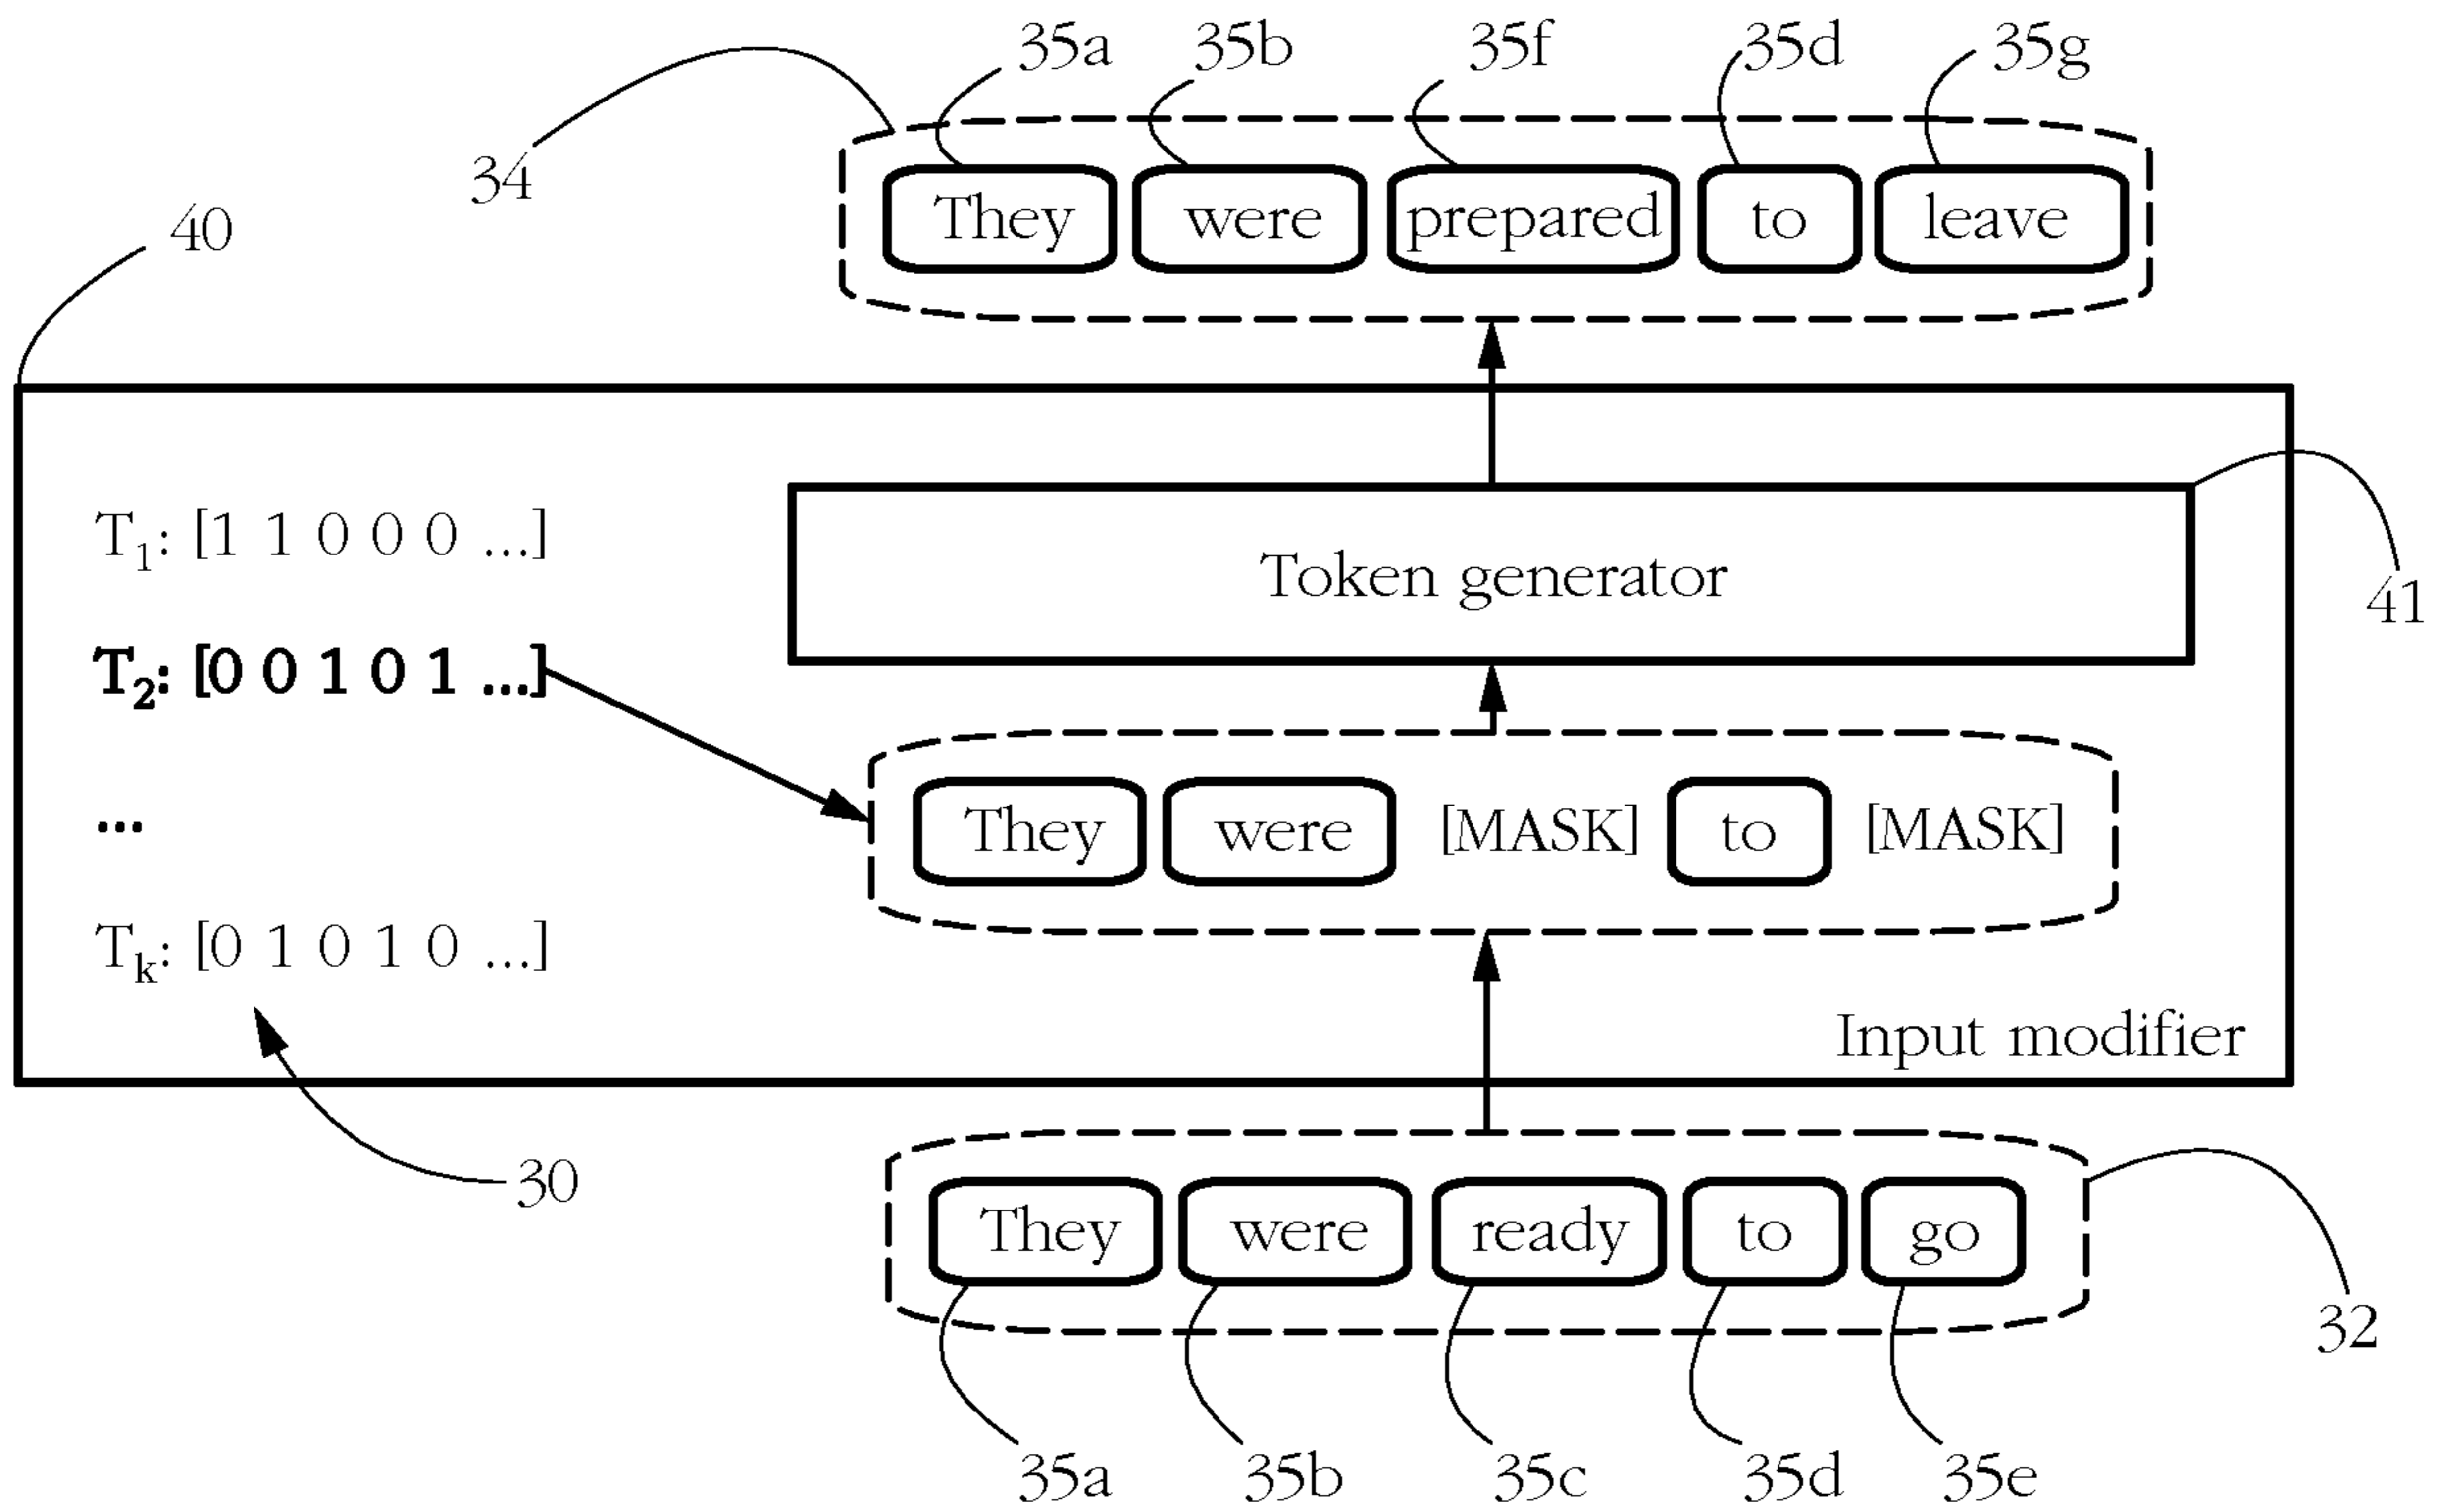 35a 35b 35f 35d 35g
34
They were prepared to leave
40
T1: [1 1 0 0 0 ...]
Token generator
41
T2: [0 0 1 0 1 ...]
They were [MASK] to [MASK]
...
Tk: [0 1 0 1 0 ...]
Input modifier
30
They were ready to go
32
35a 35b 35c 35d 35e